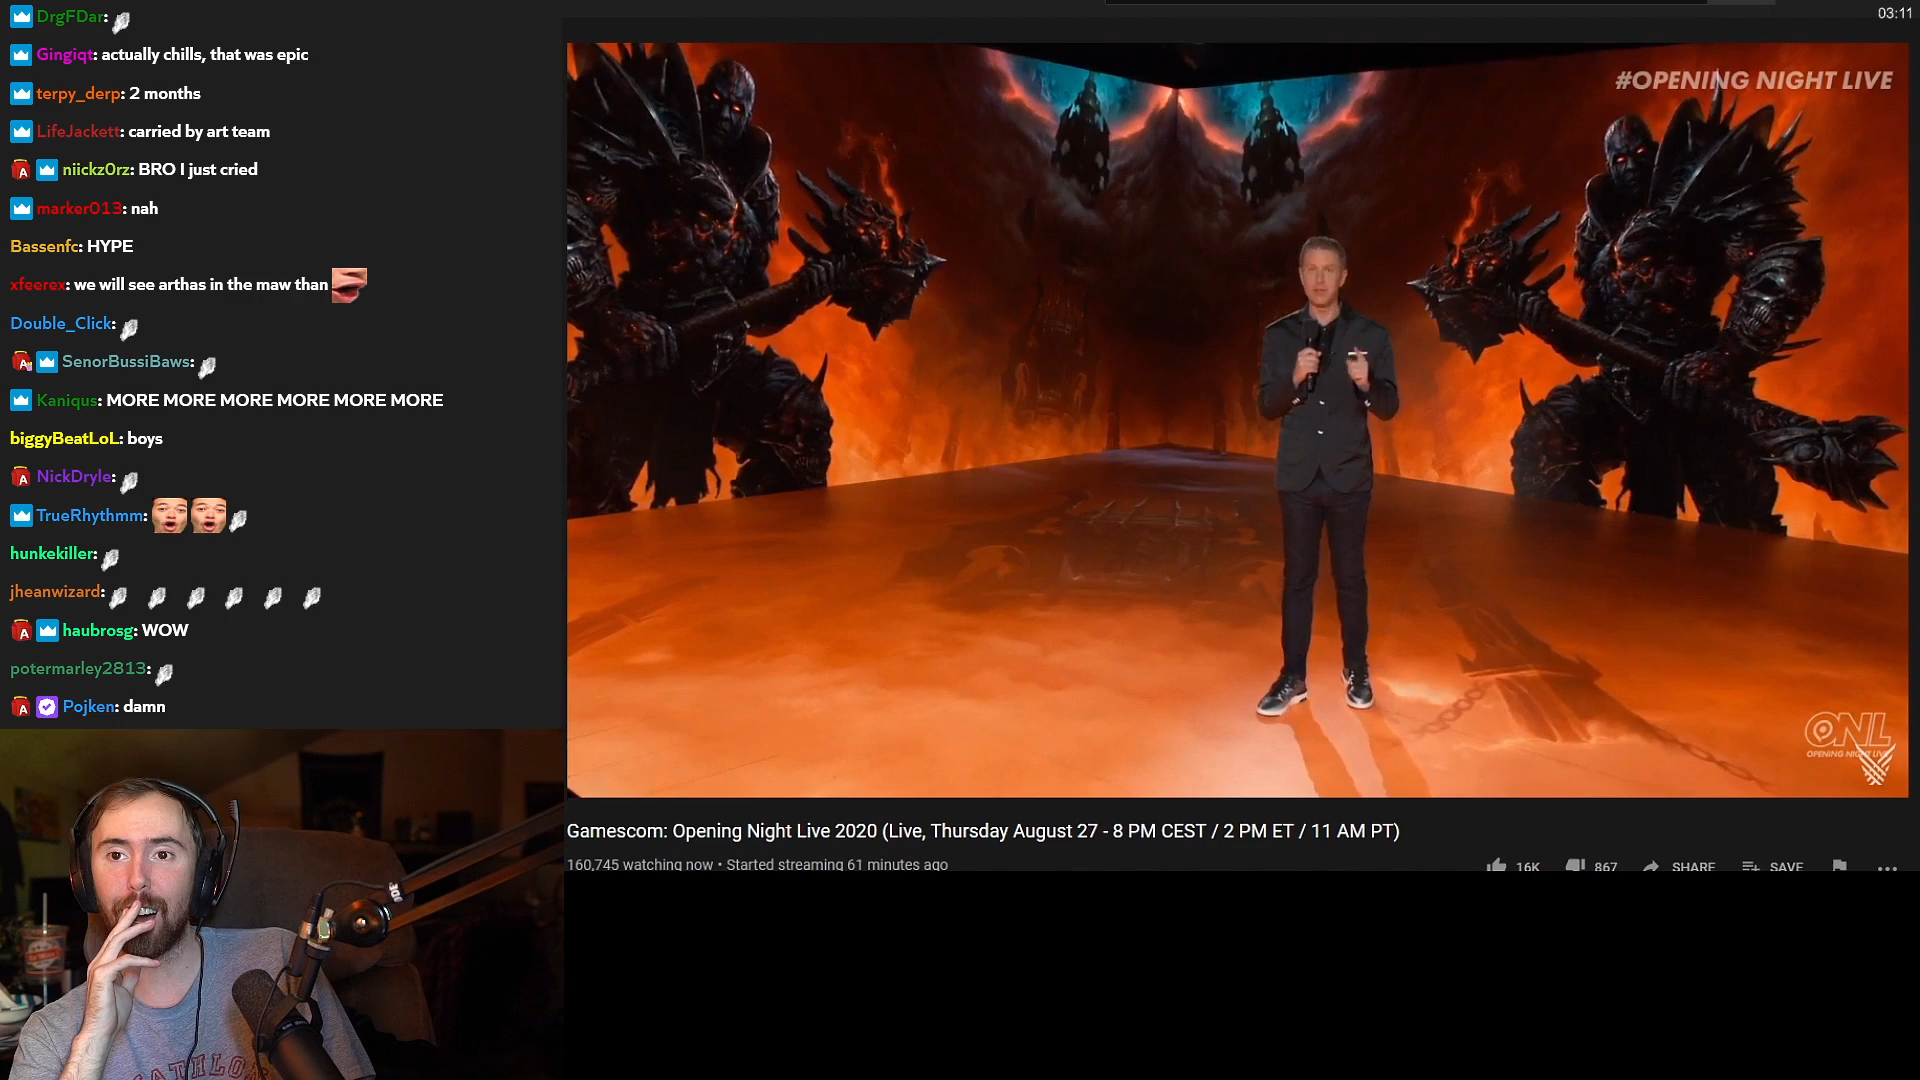 DrgFDar:
Gingiqt: actually chills, that was epic
terpy_derp: 2 months
LifeJackett: carried by art team
niickz0rz: BRO I just cried
marker013: nah
Bassenfc: HYPE
xfeerex: we will see arthas in the maw than
Double_Click:
SenorBussiBaws:
Kaniqus: MORE MORE MORE MORE MORE MORE
biggyBeatLoL: boys
NickDryle:
TrueRhythmm:
hunkekiller:
jheanwizard:
haubrosg: WOW
potermarley2813:
Pojken: damn
03:11
#OPENING NIGHT LIVE
ONL
OPENING NIGHT LIVE
Gamescom: Opening Night Live 2020 (Live, Thursday August 27 - 8 PM CEST / 2 PM ET / 11 AM PT)
160,745 watching now • Started streaming 61 minutes ago
16K 867 SHARE SAVE